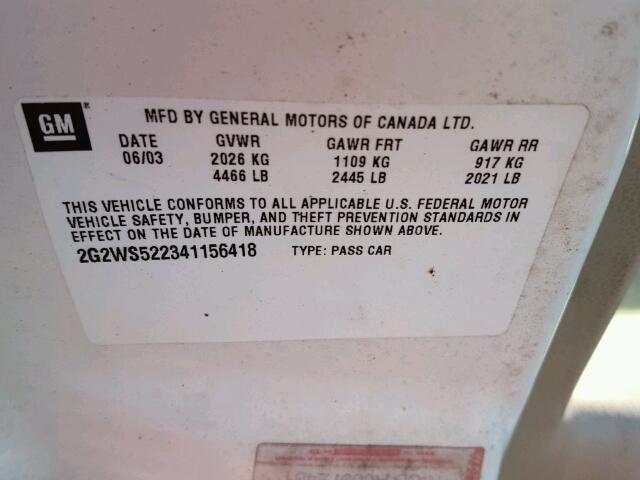 GM
MFD BY GENERAL MOTORS OF CANADA LTD.
DATE GVWR GAWR FRT GAWR RR
06/03 2026 KG 1109 KG 917 KG
4466 LB 2445 LB 2021 LB
THIS VEHICLE CONFORMS TO ALL APPLICABLE U.S. FEDERAL MOTOR
VEHICLE SAFETY, BUMPER, AND THEFT PREVENTION STANDARDS IN
EFFECT ON THE DATE OF MANUFACTURE SHOWN ABOVE.
2G2WS522341156418 TYPE: PASS CAR